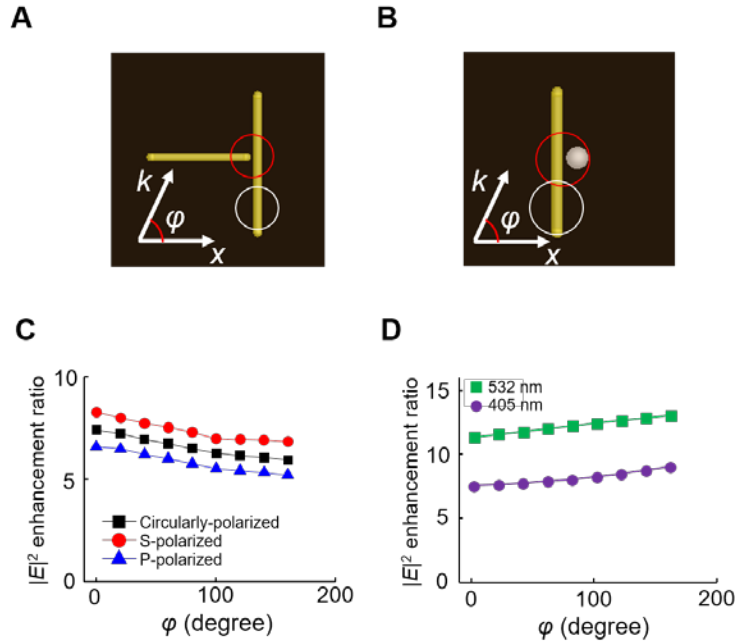 A
B
k
φ
x
k
φ
x
C
D
|E|² enhancement ratio
10
5
0
Circularly-polarized
S-polarized
P-polarized
0
100
200
φ (degree)
|E|² enhancement ratio
15
10
5
0
532 nm
405 nm
0
100
200
φ (degree)